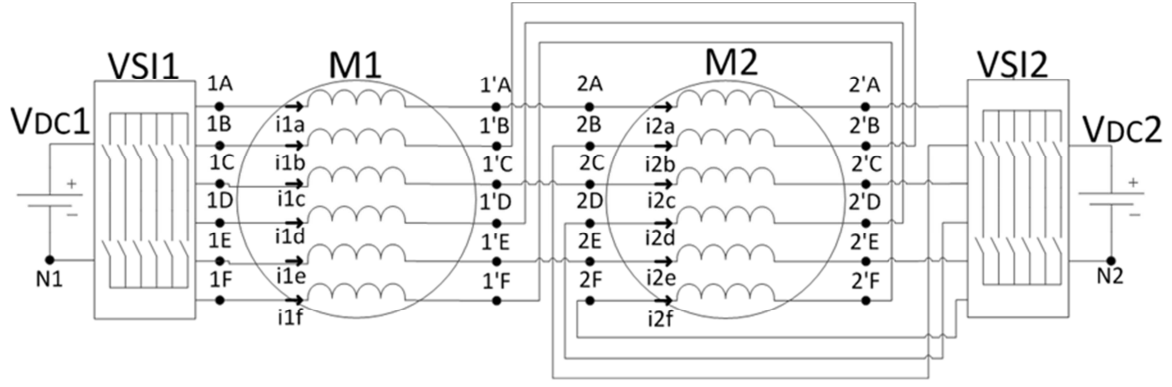 VSI1
M1
M2
VSI2
VDC1
VDC2
1A
1B
1C
1D
1E
1F
i1a
i1b
i1c
i1d
i1e
i1f
1'A
1'B
1'C
1'D
1'E
1'F
2A
2B
2C
2D
2E
2F
i2a
i2b
i2c
i2d
i2e
i2f
2'A
2'B
2'C
2'D
2'E
2'F
+
−
N1
+
−
N2